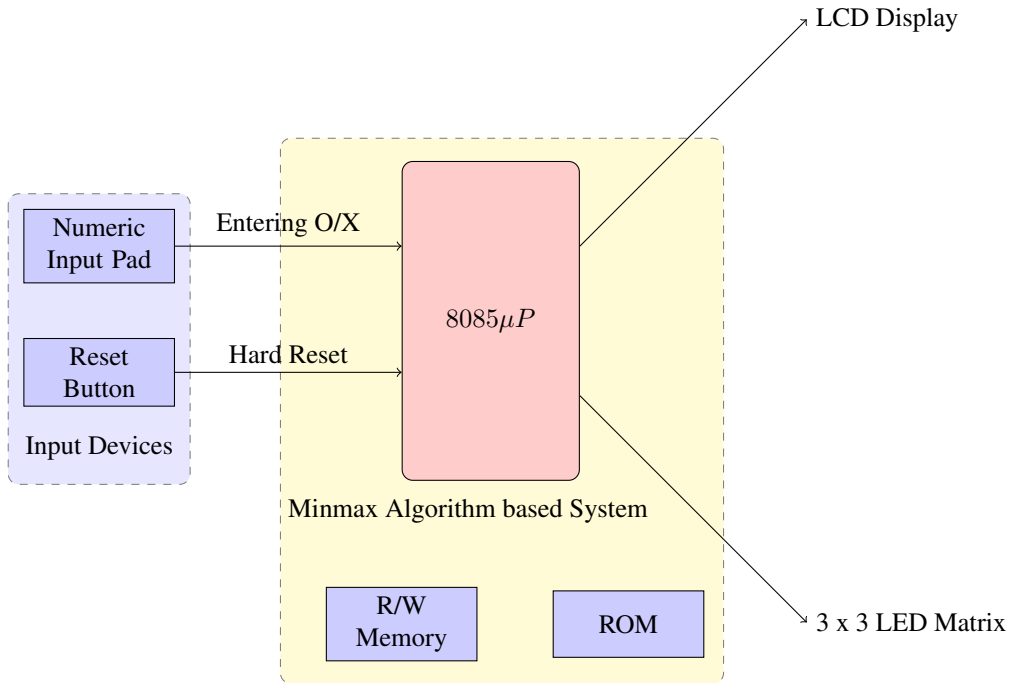 LCD Display
Numeric
Input Pad
Entering O/X
8085μP
Reset
Button
Hard Reset
Input Devices
Minmax Algorithm based System
R/W
Memory
ROM
3 x 3 LED Matrix